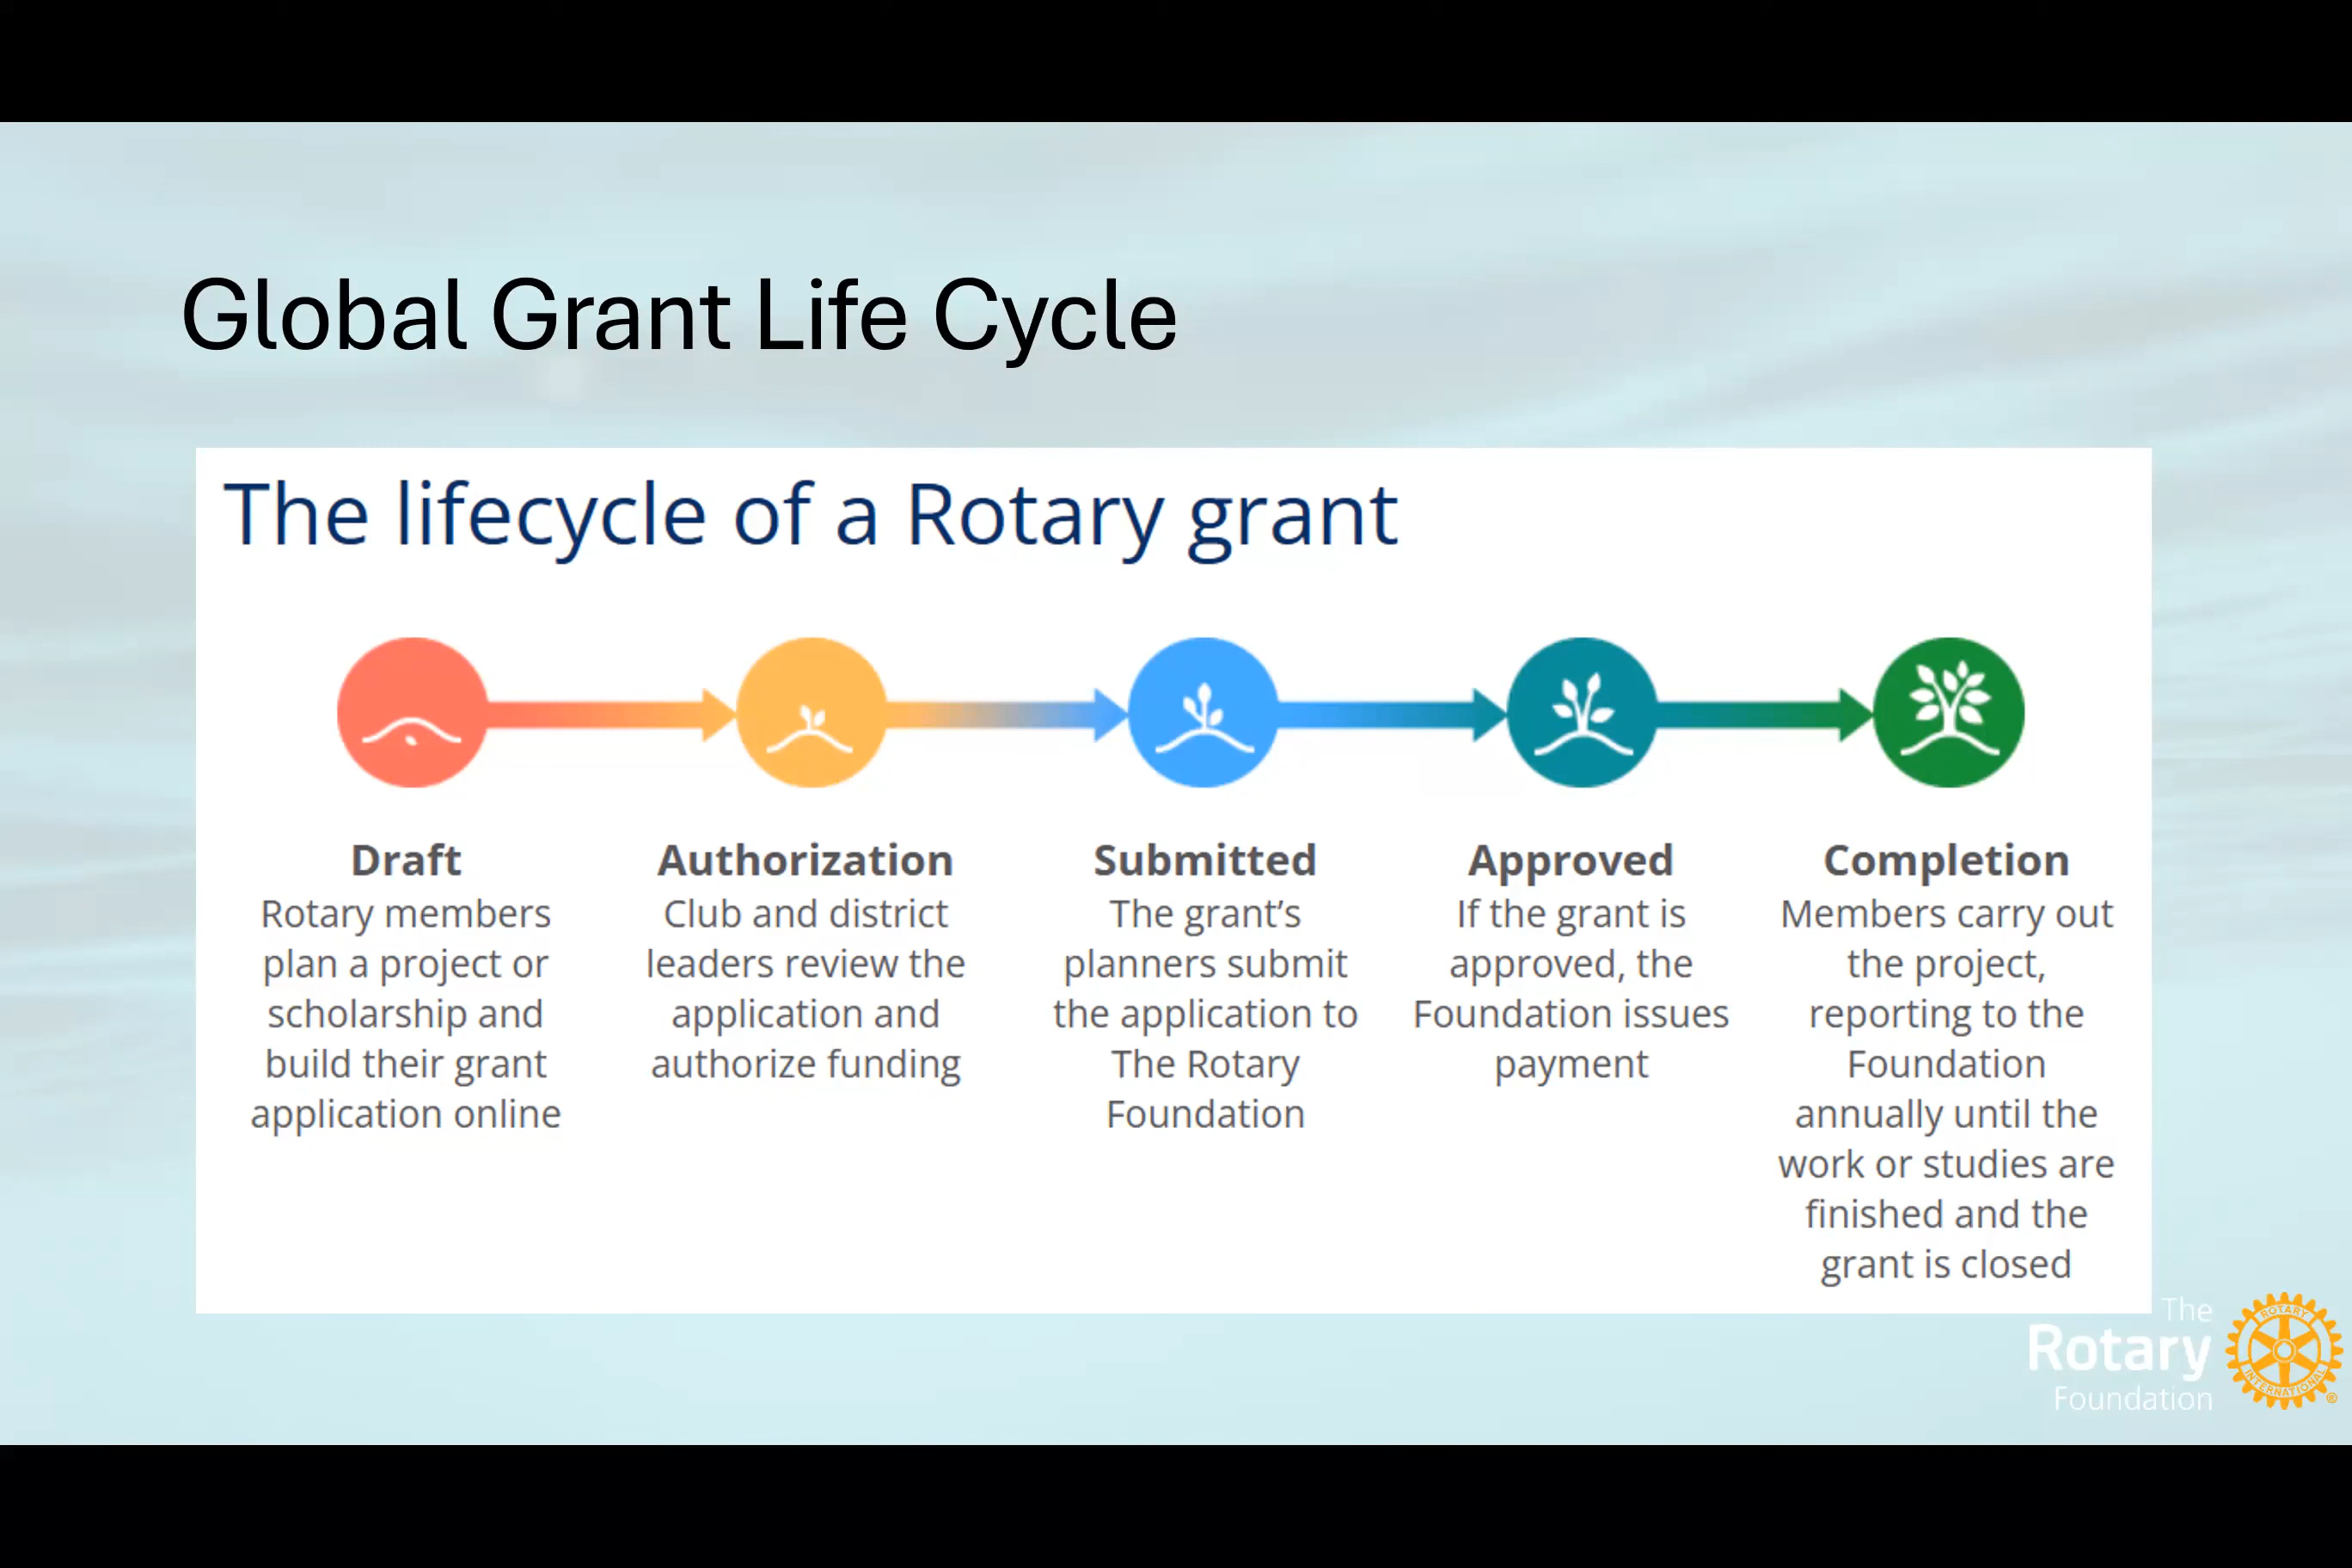 Global Grant Life Cycle
The lifecycle of a Rotary grant
Draft
Rotary members
plan a project or
scholarship and
build their grant
application online
Authorization
Club and district
leaders review the
application and
authorize funding
Submitted
The grant's
planners submit
the application to
The Rotary
Foundation
Approved
If the grant is
approved, the
Foundation issues
payment
Completion
Members carry out
the project,
reporting to the
Foundation
annually until the
work or studies are
finished and the
grant is closed
The
Rotary
Foundation
ROTARY
INTERNATIONAL
®